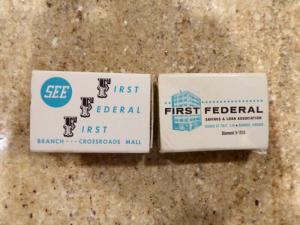 SEE
FIRST
FEDERAL
FIRST
BRANCH ··· CROSSROADS MALL
FIRST FEDERAL
SAVINGS & LOAN ASSOCIATION